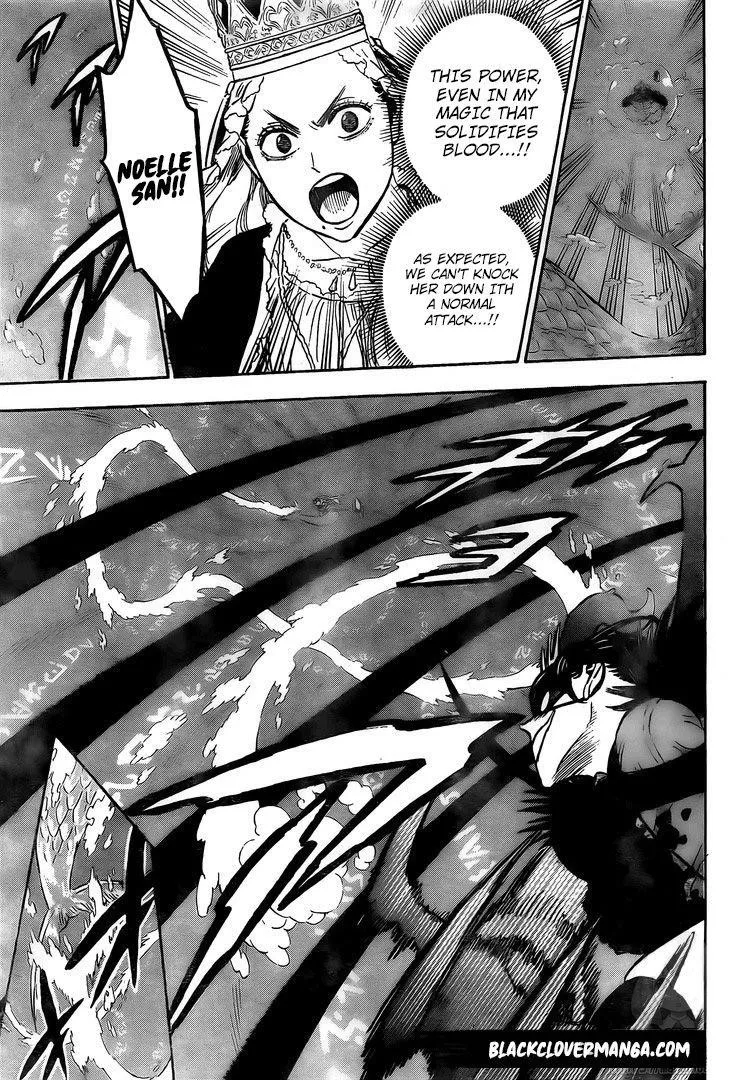 THIS POWER,
EVEN IN MY
MAGIC THAT
SOLIDIFIES
BLOOD...!!
AS EXPECTED,
WE CAN'T KNOCK
HER DOWN ITH
A NORMAL
ATTACK...!!
NOELLE
SAN!!
BLACKCLOVERMANGA.COM